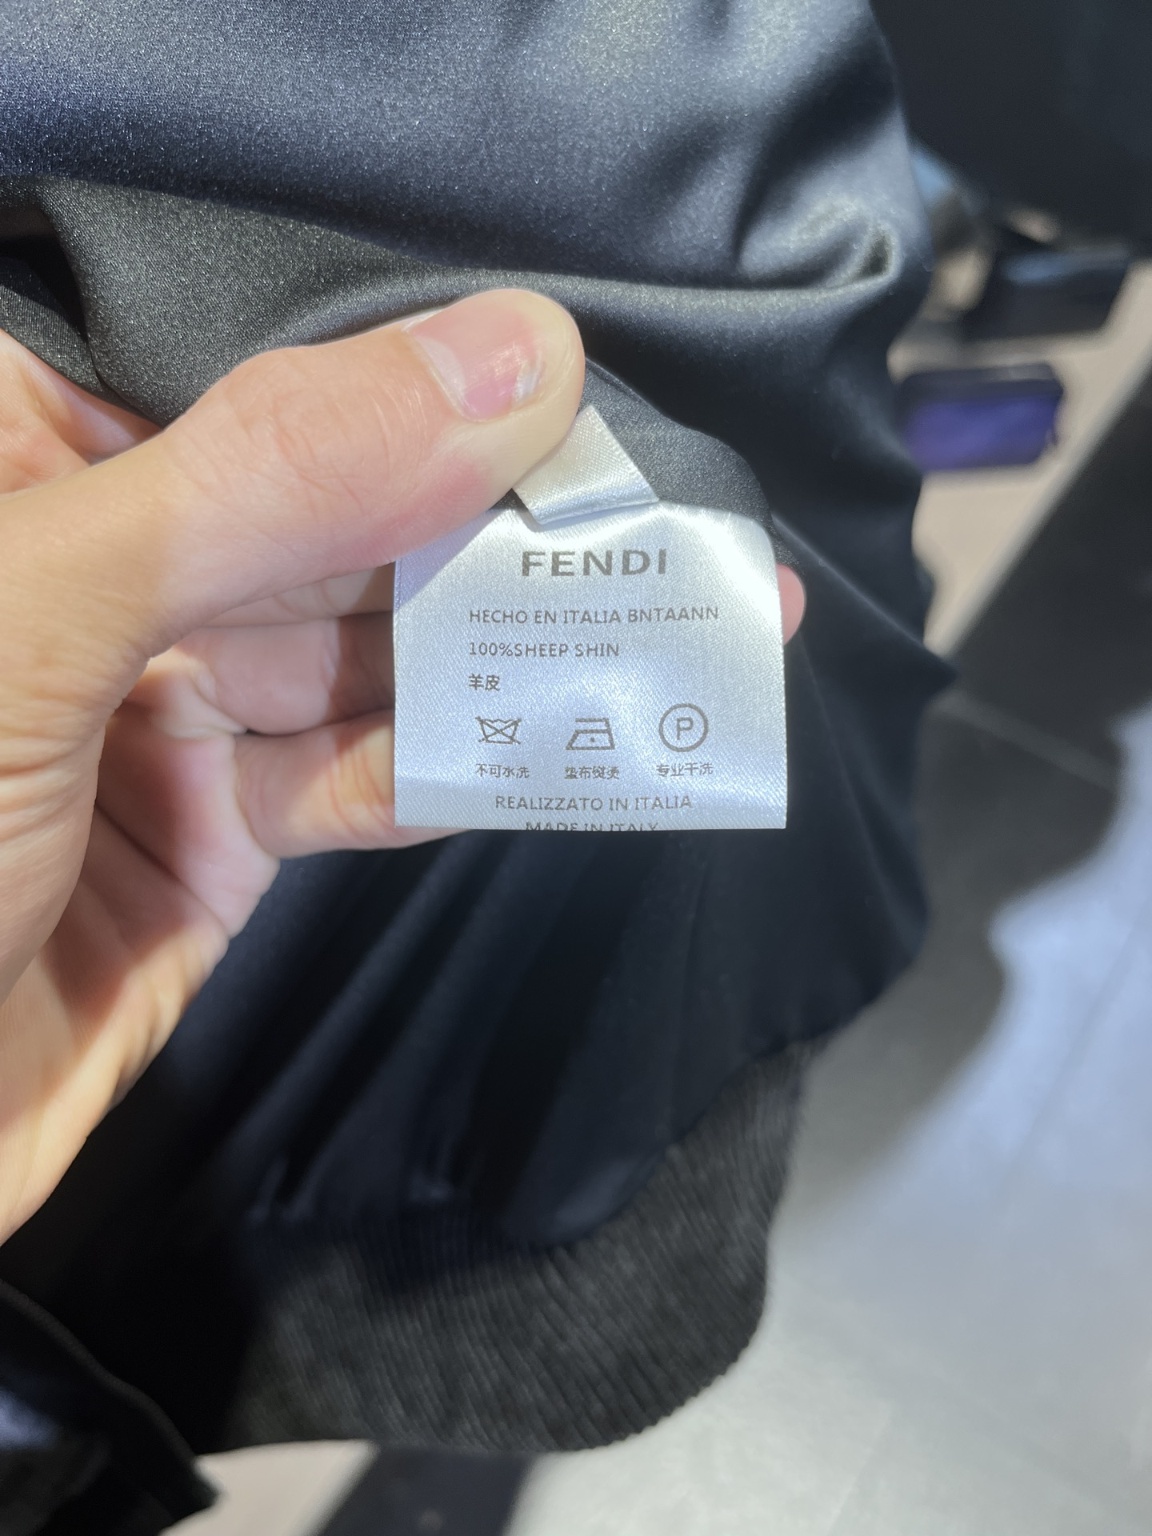 FENDI
HECHO EN ITALIA BNTAANN
100%SHEEP SHIN
羊皮
P
不可水洗 垫布熨烫 专业干洗
REALIZZATO IN ITALIA
MADE IN ITALY